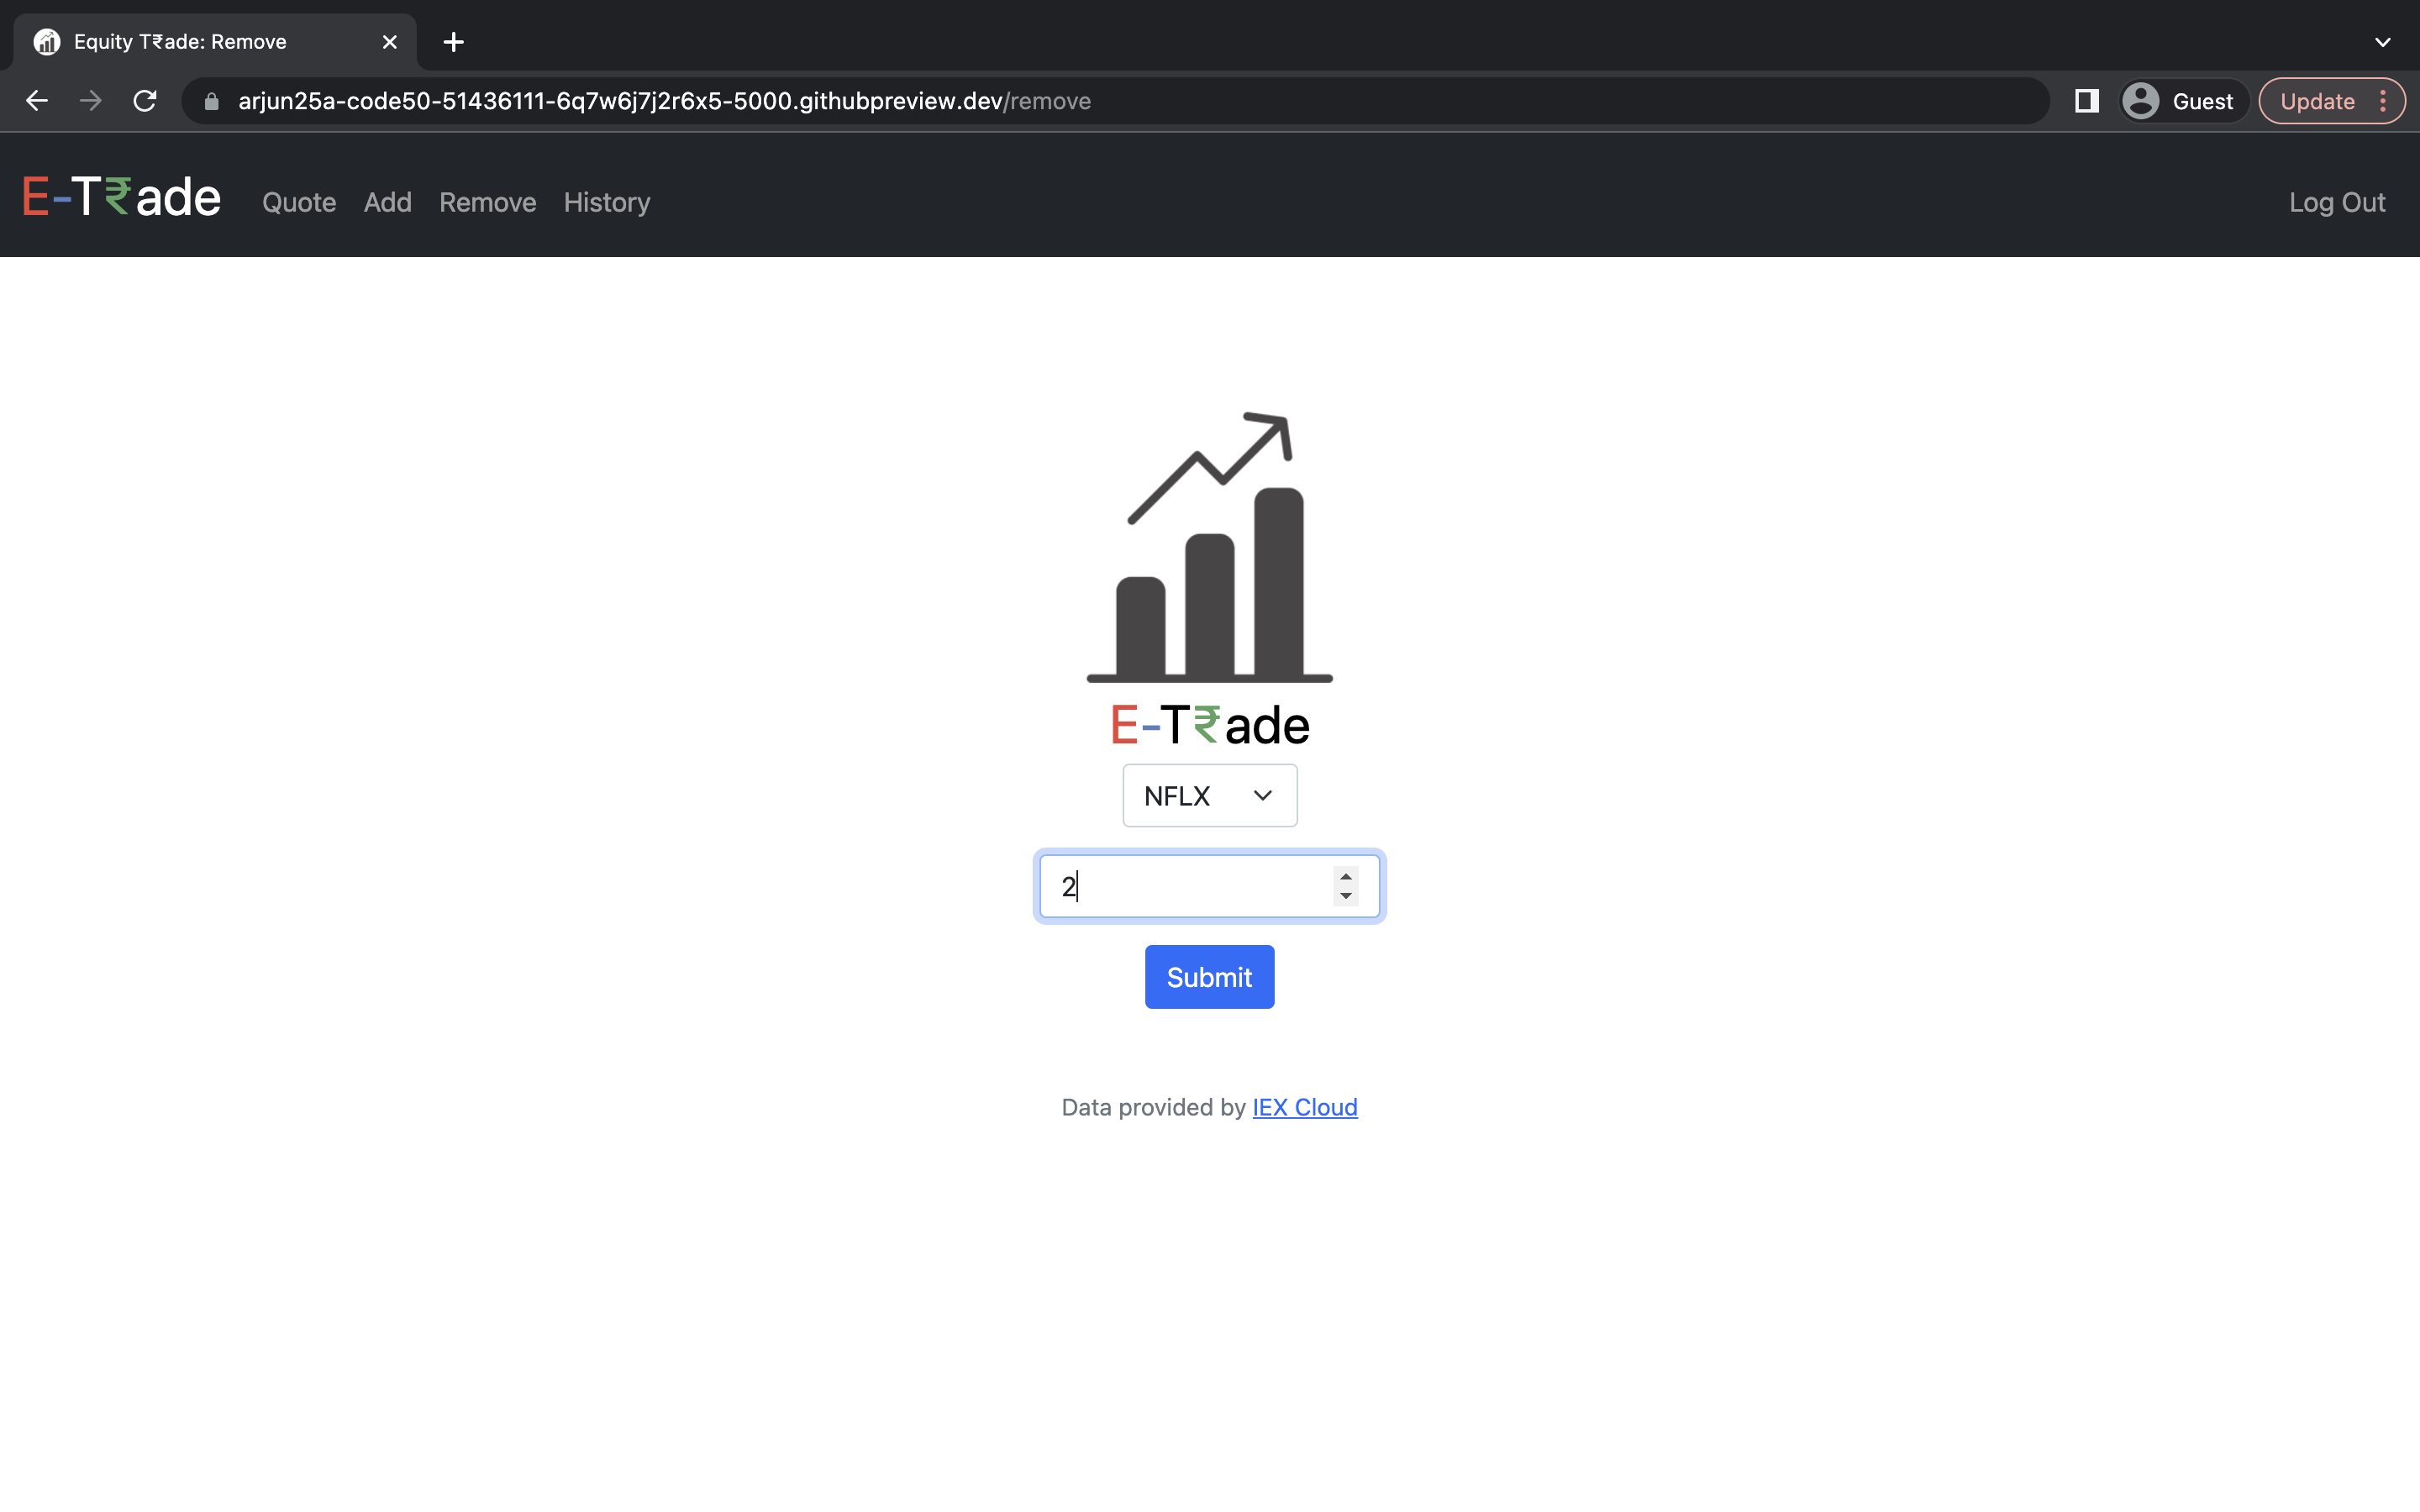 Equity T₹ade: Remove
arjun25a-code50-51436111-6q7w6j7j2r6x5-5000.githubpreview.dev/remove
Guest
Update
E-T₹ade Quote Add Remove History Log Out
E-T₹ade
NFLX
2
Submit
Data provided by IEX Cloud